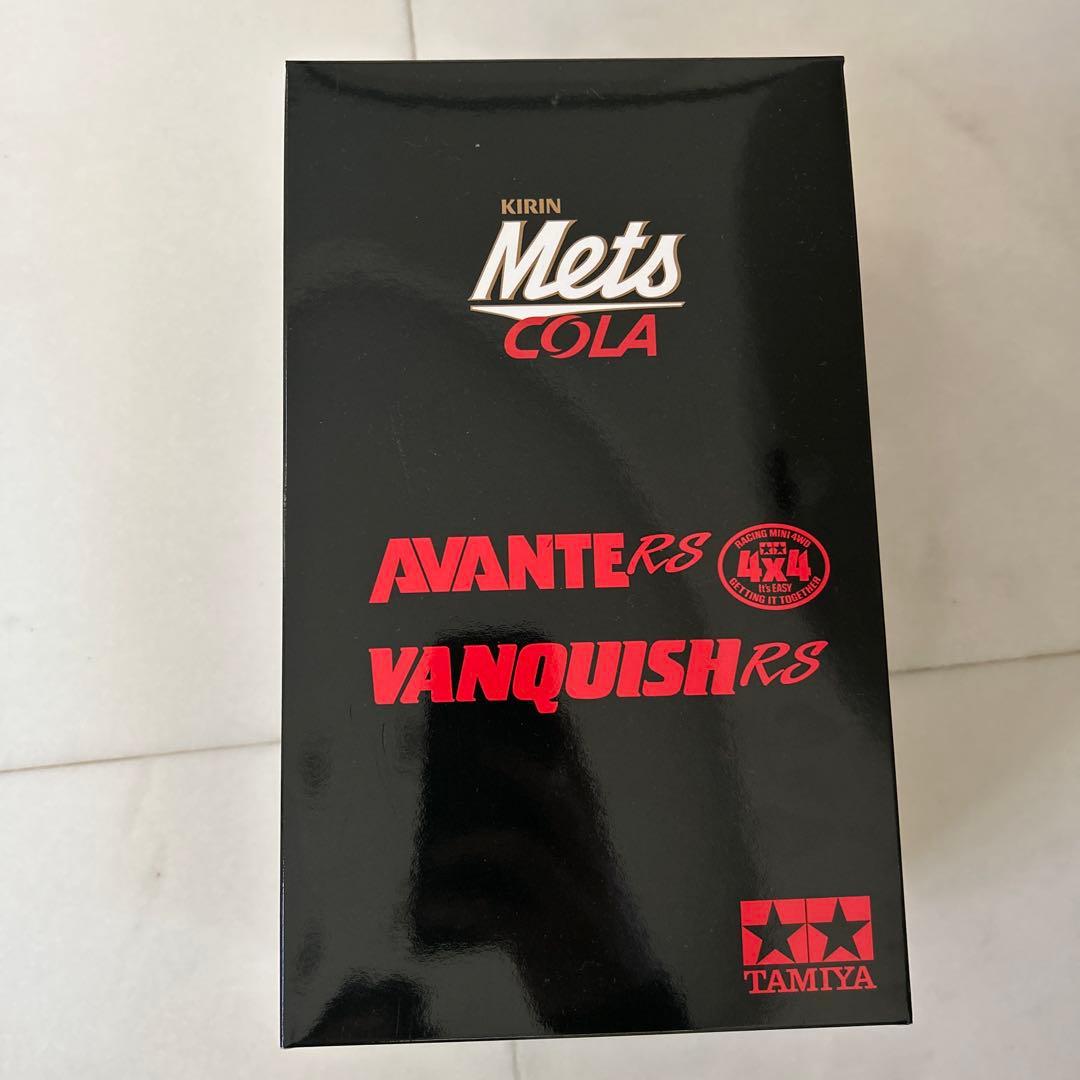 KIRIN
Mets
COLA
AVANTE RS
RACING MINI 4WD
4x4
It's EASY
GETTING IT TOGETHER
VANQUISH RS
TAMIYA